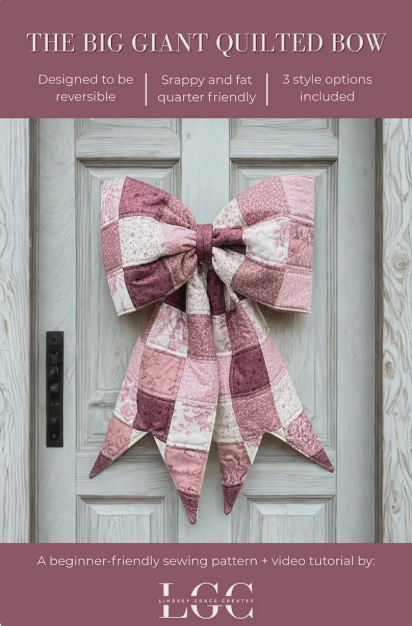 THE BIG GIANT QUILTED BOW
Designed to be
reversible
Srappy and fat
quarter friendly
3 style options
included
A beginner-friendly sewing pattern + video tutorial by:
LGC
LINDSEY GRACE CREATES